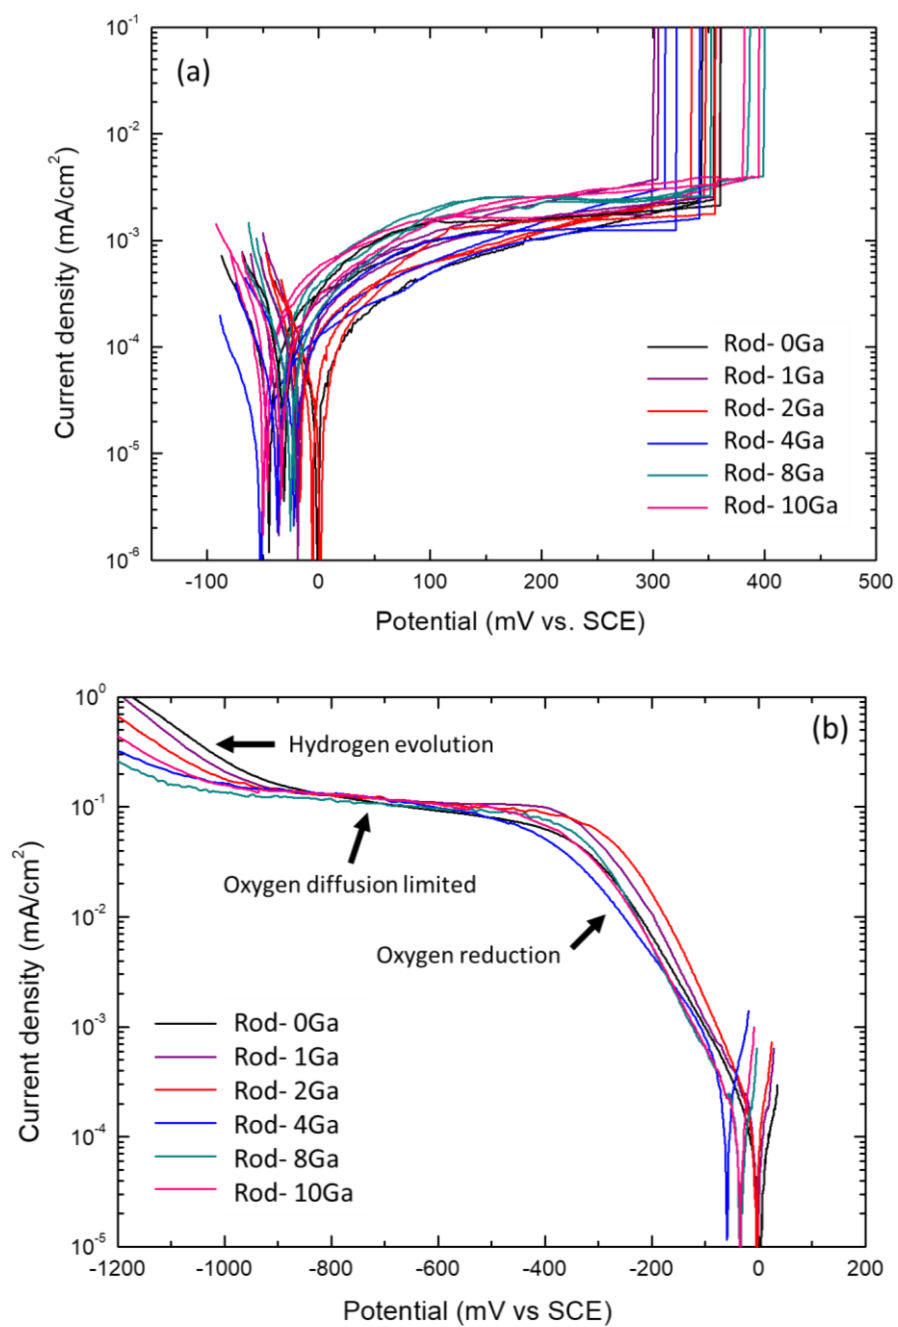 (a)
10⁻¹
10⁻²
10⁻³
10⁻⁴
10⁻⁵
10⁻⁶
Current density (mA/cm²)
Rod- 0Ga
Rod- 1Ga
Rod- 2Ga
Rod- 4Ga
Rod- 8Ga
Rod- 10Ga
-100 0 100 200 300 400 500
Potential (mV vs. SCE)
(b)
10⁰
10⁻¹
10⁻²
10⁻³
10⁻⁴
10⁻⁵
Current density (mA/cm²)
Hydrogen evolution
Oxygen diffusion limited
Oxygen reduction
Rod- 0Ga
Rod- 1Ga
Rod- 2Ga
Rod- 4Ga
Rod- 8Ga
Rod- 10Ga
-1200 -1000 -800 -600 -400 -200 0 200
Potential (mV vs SCE)